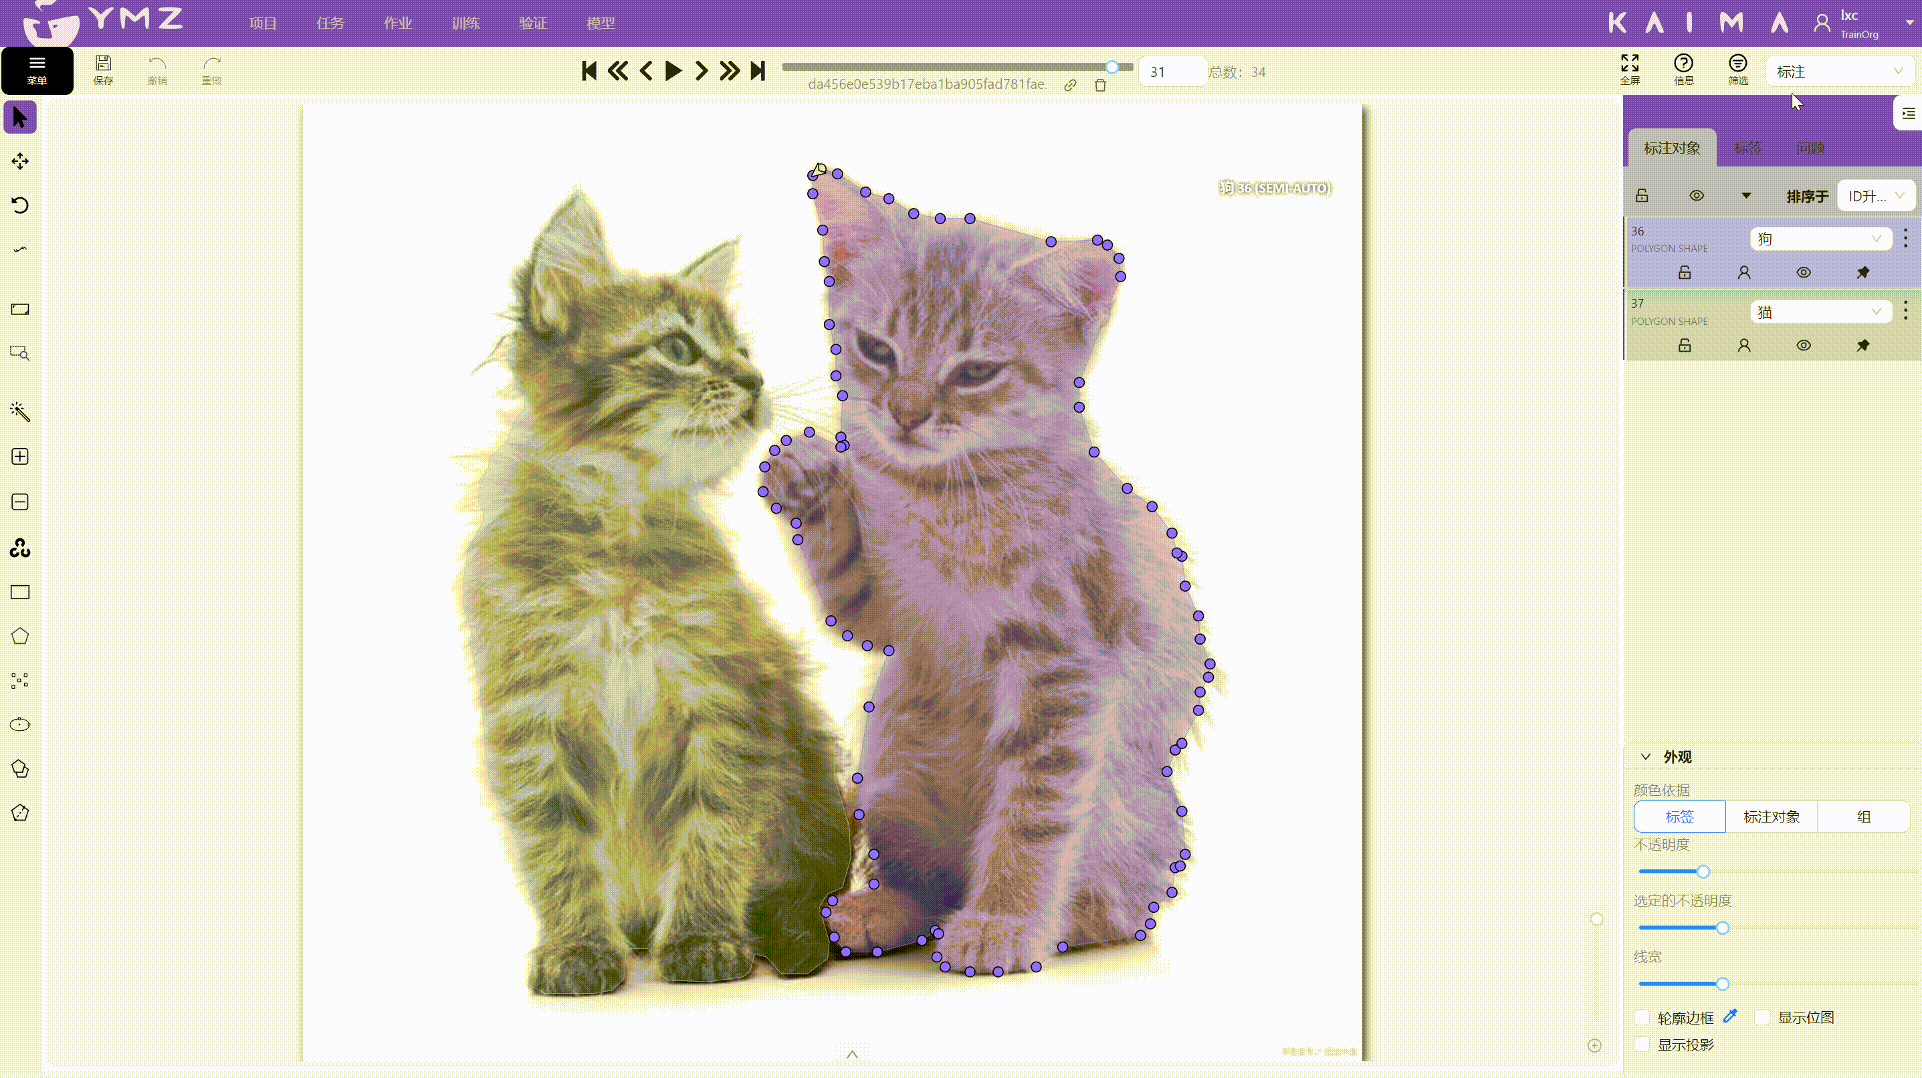 YMZ
项目 任务 作业 训练 验证 模型
KAIMA
lxc
TrainOrg
菜单 保存 撤销 重做
31 总数：34
da456e0e539b17eba1ba905fad781fae.
全屏 信息 筛选 标注
标注对象 标签 问题
排序于 ID升...
狗 36 (SEMI-AUTO)
36 狗
POLYGON SHAPE
37 猫
POLYGON SHAPE
外观
颜色依据
标签 标注对象 组
不透明度
选定的不透明度
线宽
轮廓边框 显示位图
显示投影